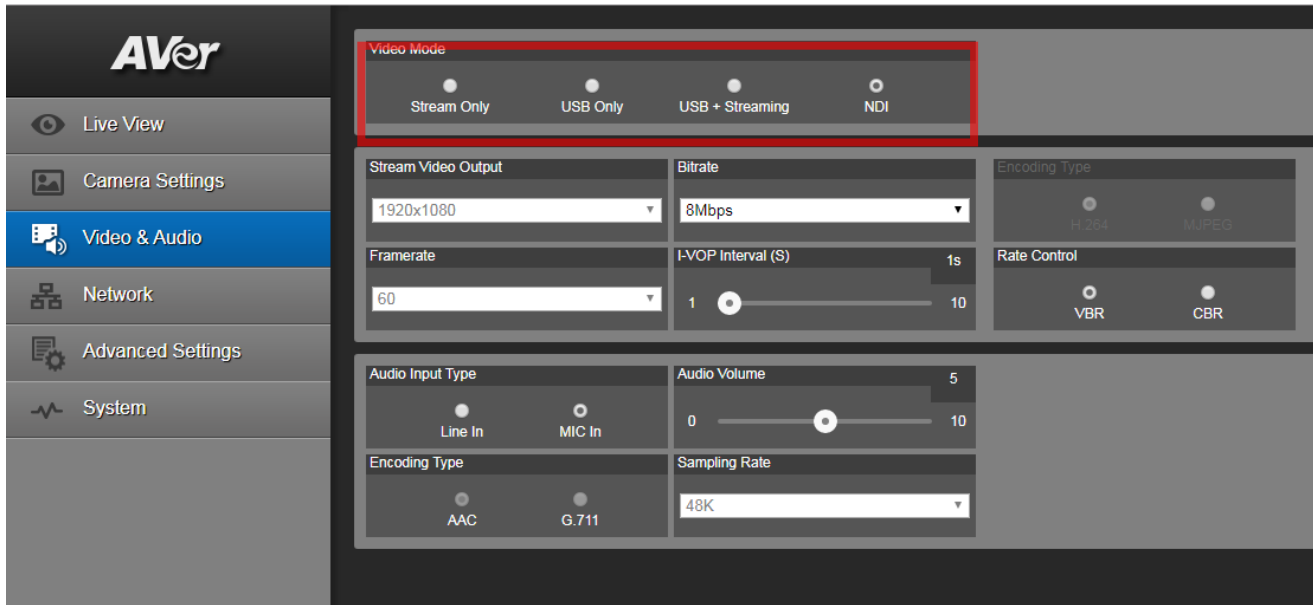 AVer
Live View
Camera Settings
Video & Audio
Network
Advanced Settings
System
Video Mode
Stream Only USB Only USB + Streaming NDI
Stream Video Output Bitrate Encoding Type
1920x1080 8Mbps H.264 MJPEG
Framerate I-VOP Interval (S) 1s Rate Control
60 1 10 VBR CBR
Audio Input Type Audio Volume 5
Line In MIC In 0 10
Encoding Type Sampling Rate
AAC G.711 48K